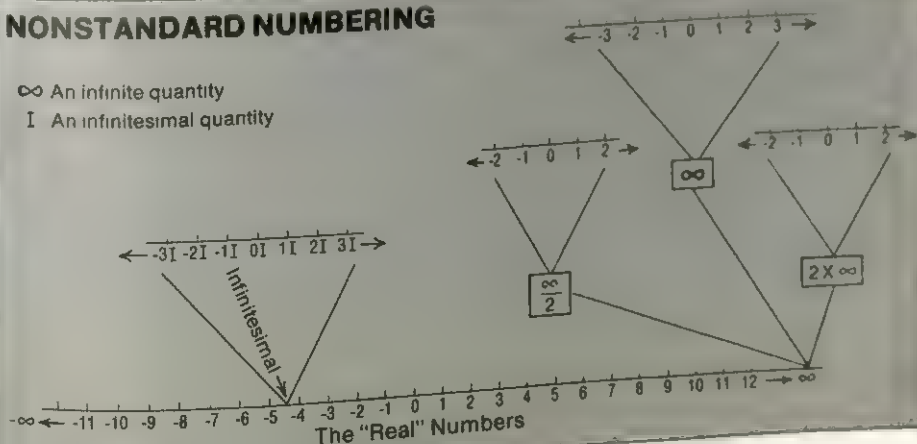 NONSTANDARD NUMBERING
∞ An infinite quantity
I An infinitesimal quantity
← -3 -2 -1 0 1 2 3 →
← -2 -1 0 1 2 →
∞
← -2 -1 0 1 2 →
← -3I -2I -1I 0I 1I 2I 3I →
Infinitesimal →
∞
2
2 X ∞
-∞ ← -11 -10 -9 -8 -7 -6 -5 -4 -3 -2 -1 0 1 2 3 4 5 6 7 8 9 10 11 12 → ∞
The "Real" Numbers